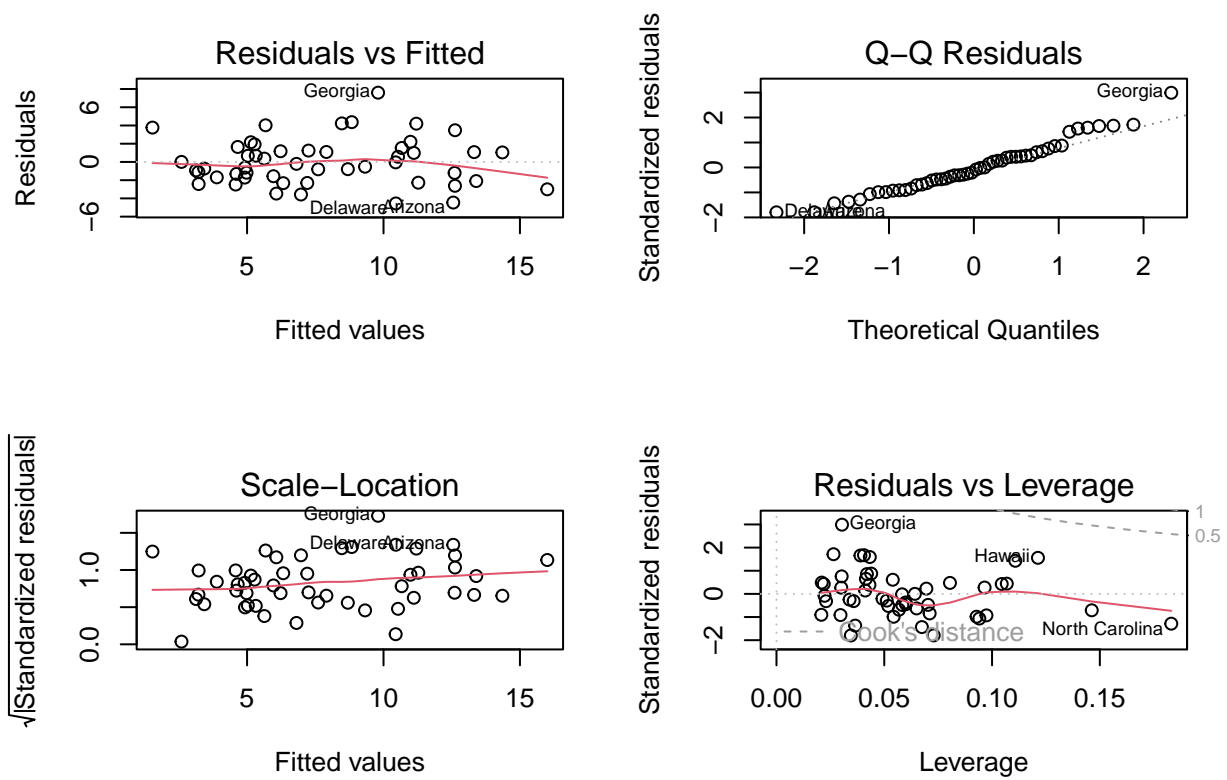 Residuals vs Fitted
Residuals
−6
0
6
Georgia
Delaware
Arizona
5
10
15
Fitted values
Q−Q Residuals
Standardized residuals
−2
0
2
Georgia
Delaware
Arizona
−2
−1
0
1
2
Theoretical Quantiles
Scale−Location
√|Standardized residuals|
0.0
1.0
Georgia
Delaware
Arizona
5
10
15
Fitted values
Residuals vs Leverage
Standardized residuals
−2
0
2
Georgia
Hawaii
North Carolina
Cook's distance
1
0.5
0.00
0.05
0.10
0.15
Leverage